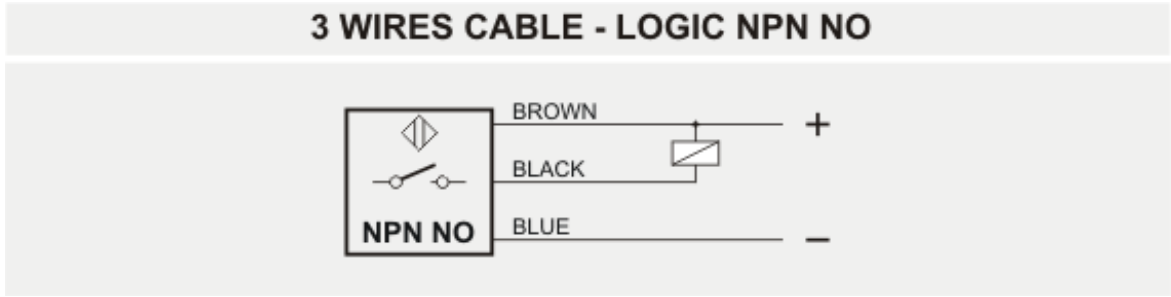 3 WIRES CABLE - LOGIC NPN NO
BROWN
+
BLACK
NPN NO
BLUE
−